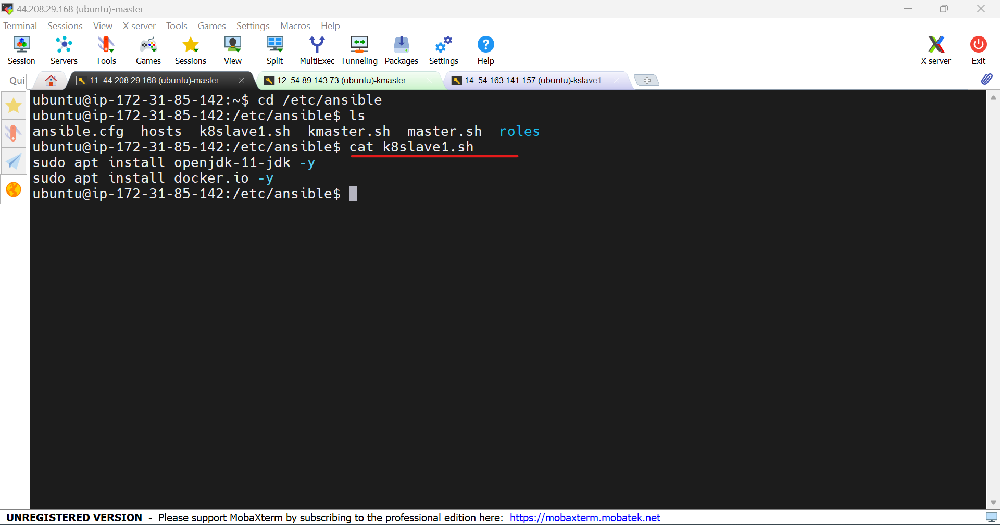 44.208.29.168 (ubuntu)-master
Terminal Sessions View X server Tools Games Settings Macros Help
Session Servers Tools Games Sessions View Split MultiExec Tunneling Packages Settings Help X server Exit
Qui 11. 44.208.29.168 (ubuntu)-master 12. 54.89.143.73 (ubuntu)-kmaster 14. 54.163.141.157 (ubuntu)-kslave1
ubuntu@ip-172-31-85-142:~$ cd /etc/ansible
ubuntu@ip-172-31-85-142:/etc/ansible$ ls
ansible.cfg hosts k8slave1.sh kmaster.sh master.sh roles
ubuntu@ip-172-31-85-142:/etc/ansible$ cat k8slave1.sh
sudo apt install openjdk-11-jdk -y
sudo apt install docker.io -y
ubuntu@ip-172-31-85-142:/etc/ansible$
UNREGISTERED VERSION - Please support MobaXterm by subscribing to the professional edition here: https://mobaxterm.mobatek.net